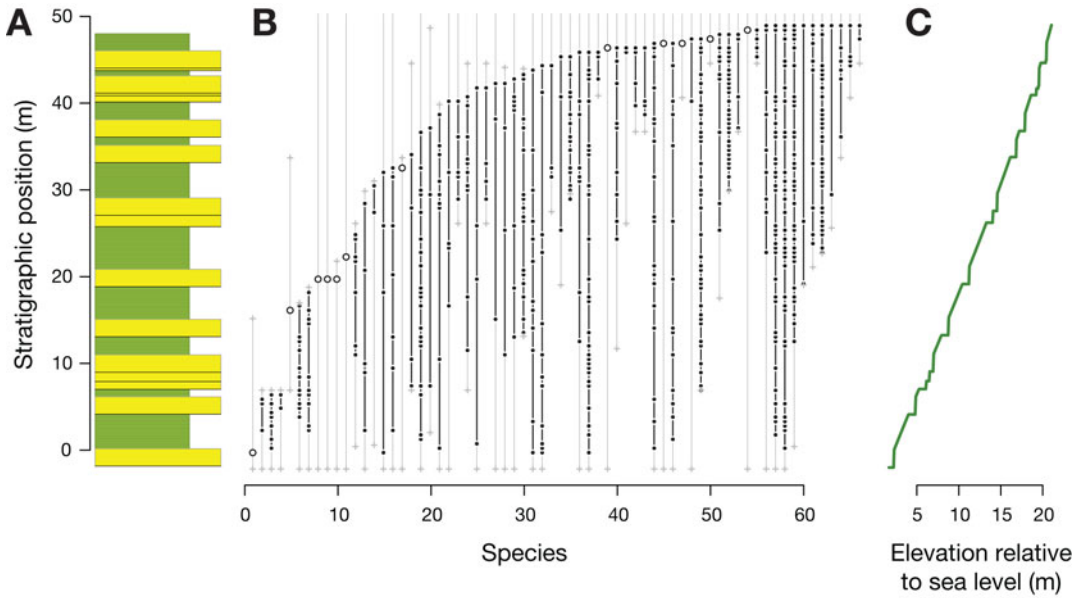 A
B
C
Stratigraphic position (m)
50
40
30
20
10
0
0 10 20 30 40 50 60
Species
5 10 15 20
Elevation relative
to sea level (m)